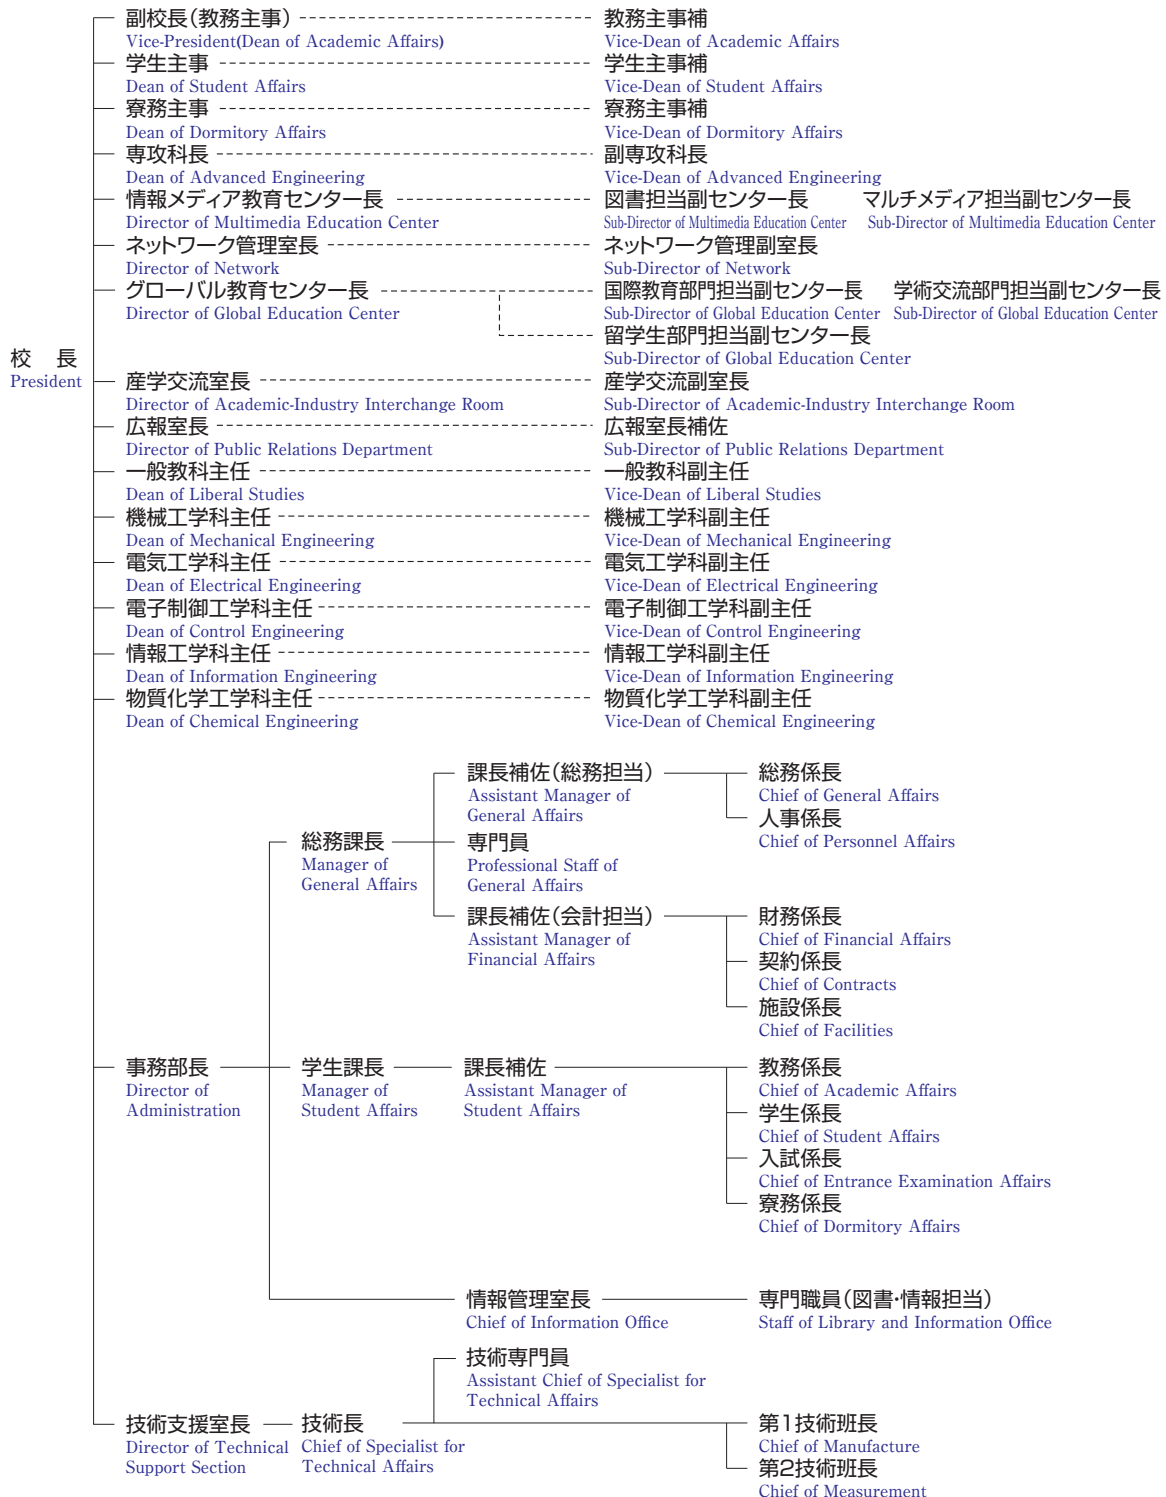 副校長(教務主事) 教務主事補
Vice-President(Dean of Academic Affairs) Vice-Dean of Academic Affairs
学生主事 学生主事補
Dean of Student Affairs Vice-Dean of Student Affairs
寮務主事 寮務主事補
Dean of Dormitory Affairs Vice-Dean of Dormitory Affairs
専攻科長 副専攻科長
Dean of Advanced Engineering Vice-Dean of Advanced Engineering
情報メディア教育センター長 図書担当副センター長 マルチメディア担当副センター長
Director of Multimedia Education Center Sub-Director of Multimedia Education Center Sub-Director of Multimedia Education Center
ネットワーク管理室長 ネットワーク管理副室長
Director of Network Sub-Director of Network
グローバル教育センター長 国際教育部門担当副センター長 学術交流部門担当副センター長
Director of Global Education Center Sub-Director of Global Education Center Sub-Director of Global Education Center
留学生部門担当副センター長
Sub-Director of Global Education Center
校 長
President
産学交流室長 産学交流副室長
Director of Academic-Industry Interchange Room Sub-Director of Academic-Industry Interchange Room
広報室長 広報室長補佐
Director of Public Relations Department Sub-Director of Public Relations Department
一般教科主任 一般教科副主任
Dean of Liberal Studies Vice-Dean of Liberal Studies
機械工学科主任 機械工学科副主任
Dean of Mechanical Engineering Vice-Dean of Mechanical Engineering
電気工学科主任 電気工学科副主任
Dean of Electrical Engineering Vice-Dean of Electrical Engineering
電子制御工学科主任 電子制御工学科副主任
Dean of Control Engineering Vice-Dean of Control Engineering
情報工学科主任 情報工学科副主任
Dean of Information Engineering Vice-Dean of Information Engineering
物質化学工学科主任 物質化学工学科副主任
Dean of Chemical Engineering Vice-Dean of Chemical Engineering
課長補佐(総務担当) 総務係長
Assistant Manager of Chief of General Affairs
General Affairs
人事係長
Chief of Personnel Affairs
総務課長 専門員
Manager of Professional Staff of
General Affairs General Affairs
課長補佐(会計担当) 財務係長
Assistant Manager of Chief of Financial Affairs
Financial Affairs
契約係長
Chief of Contracts
施設係長
Chief of Facilities
事務部長 学生課長 課長補佐 教務係長
Director of Manager of Assistant Manager of Chief of Academic Affairs
Administration Student Affairs Student Affairs
学生係長
Chief of Student Affairs
入試係長
Chief of Entrance Examination Affairs
寮務係長
Chief of Dormitory Affairs
情報管理室長 専門職員(図書・情報担当)
Chief of Information Office Staff of Library and Information Office
技術専門員
Assistant Chief of Specialist for
Technical Affairs
技術支援室長 技術長 第1技術班長
Director of Technical Chief of Specialist for Chief of Manufacture
Support Section Technical Affairs
第2技術班長
Chief of Measurement